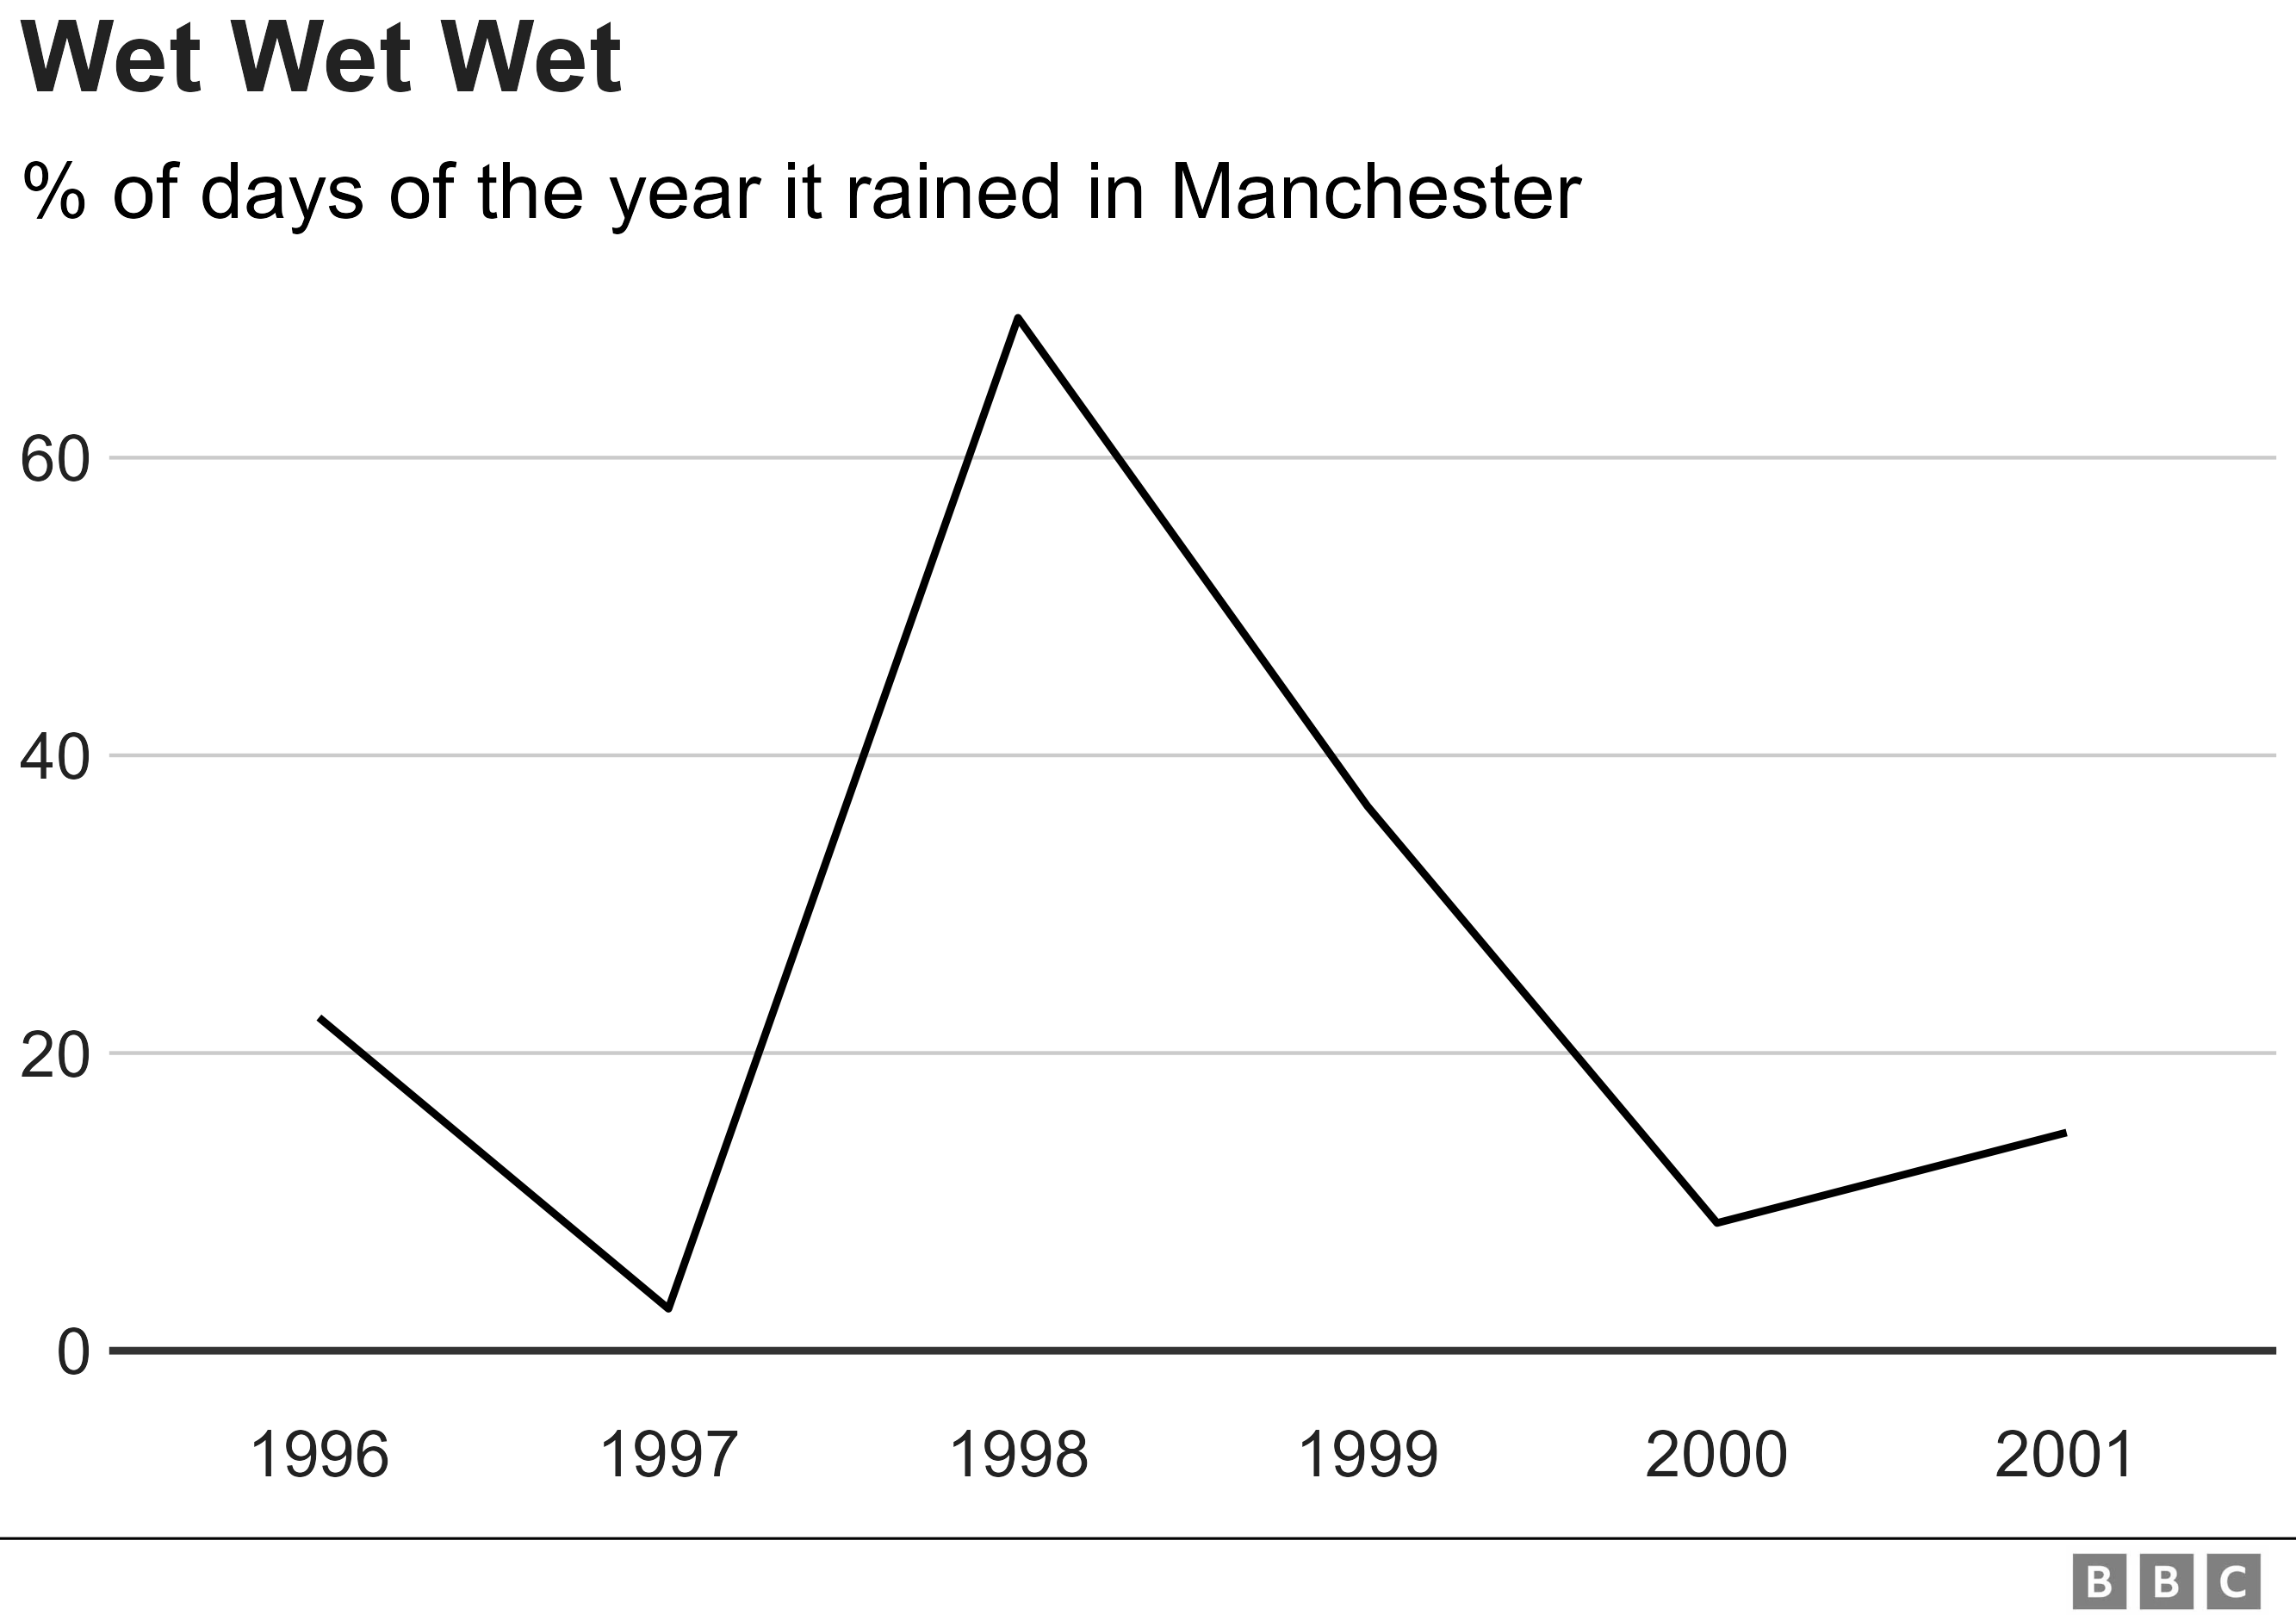 Wet Wet Wet
% of days of the year it rained in Manchester
60
40
20
0
1996 1997 1998 1999 2000 2001
BBC